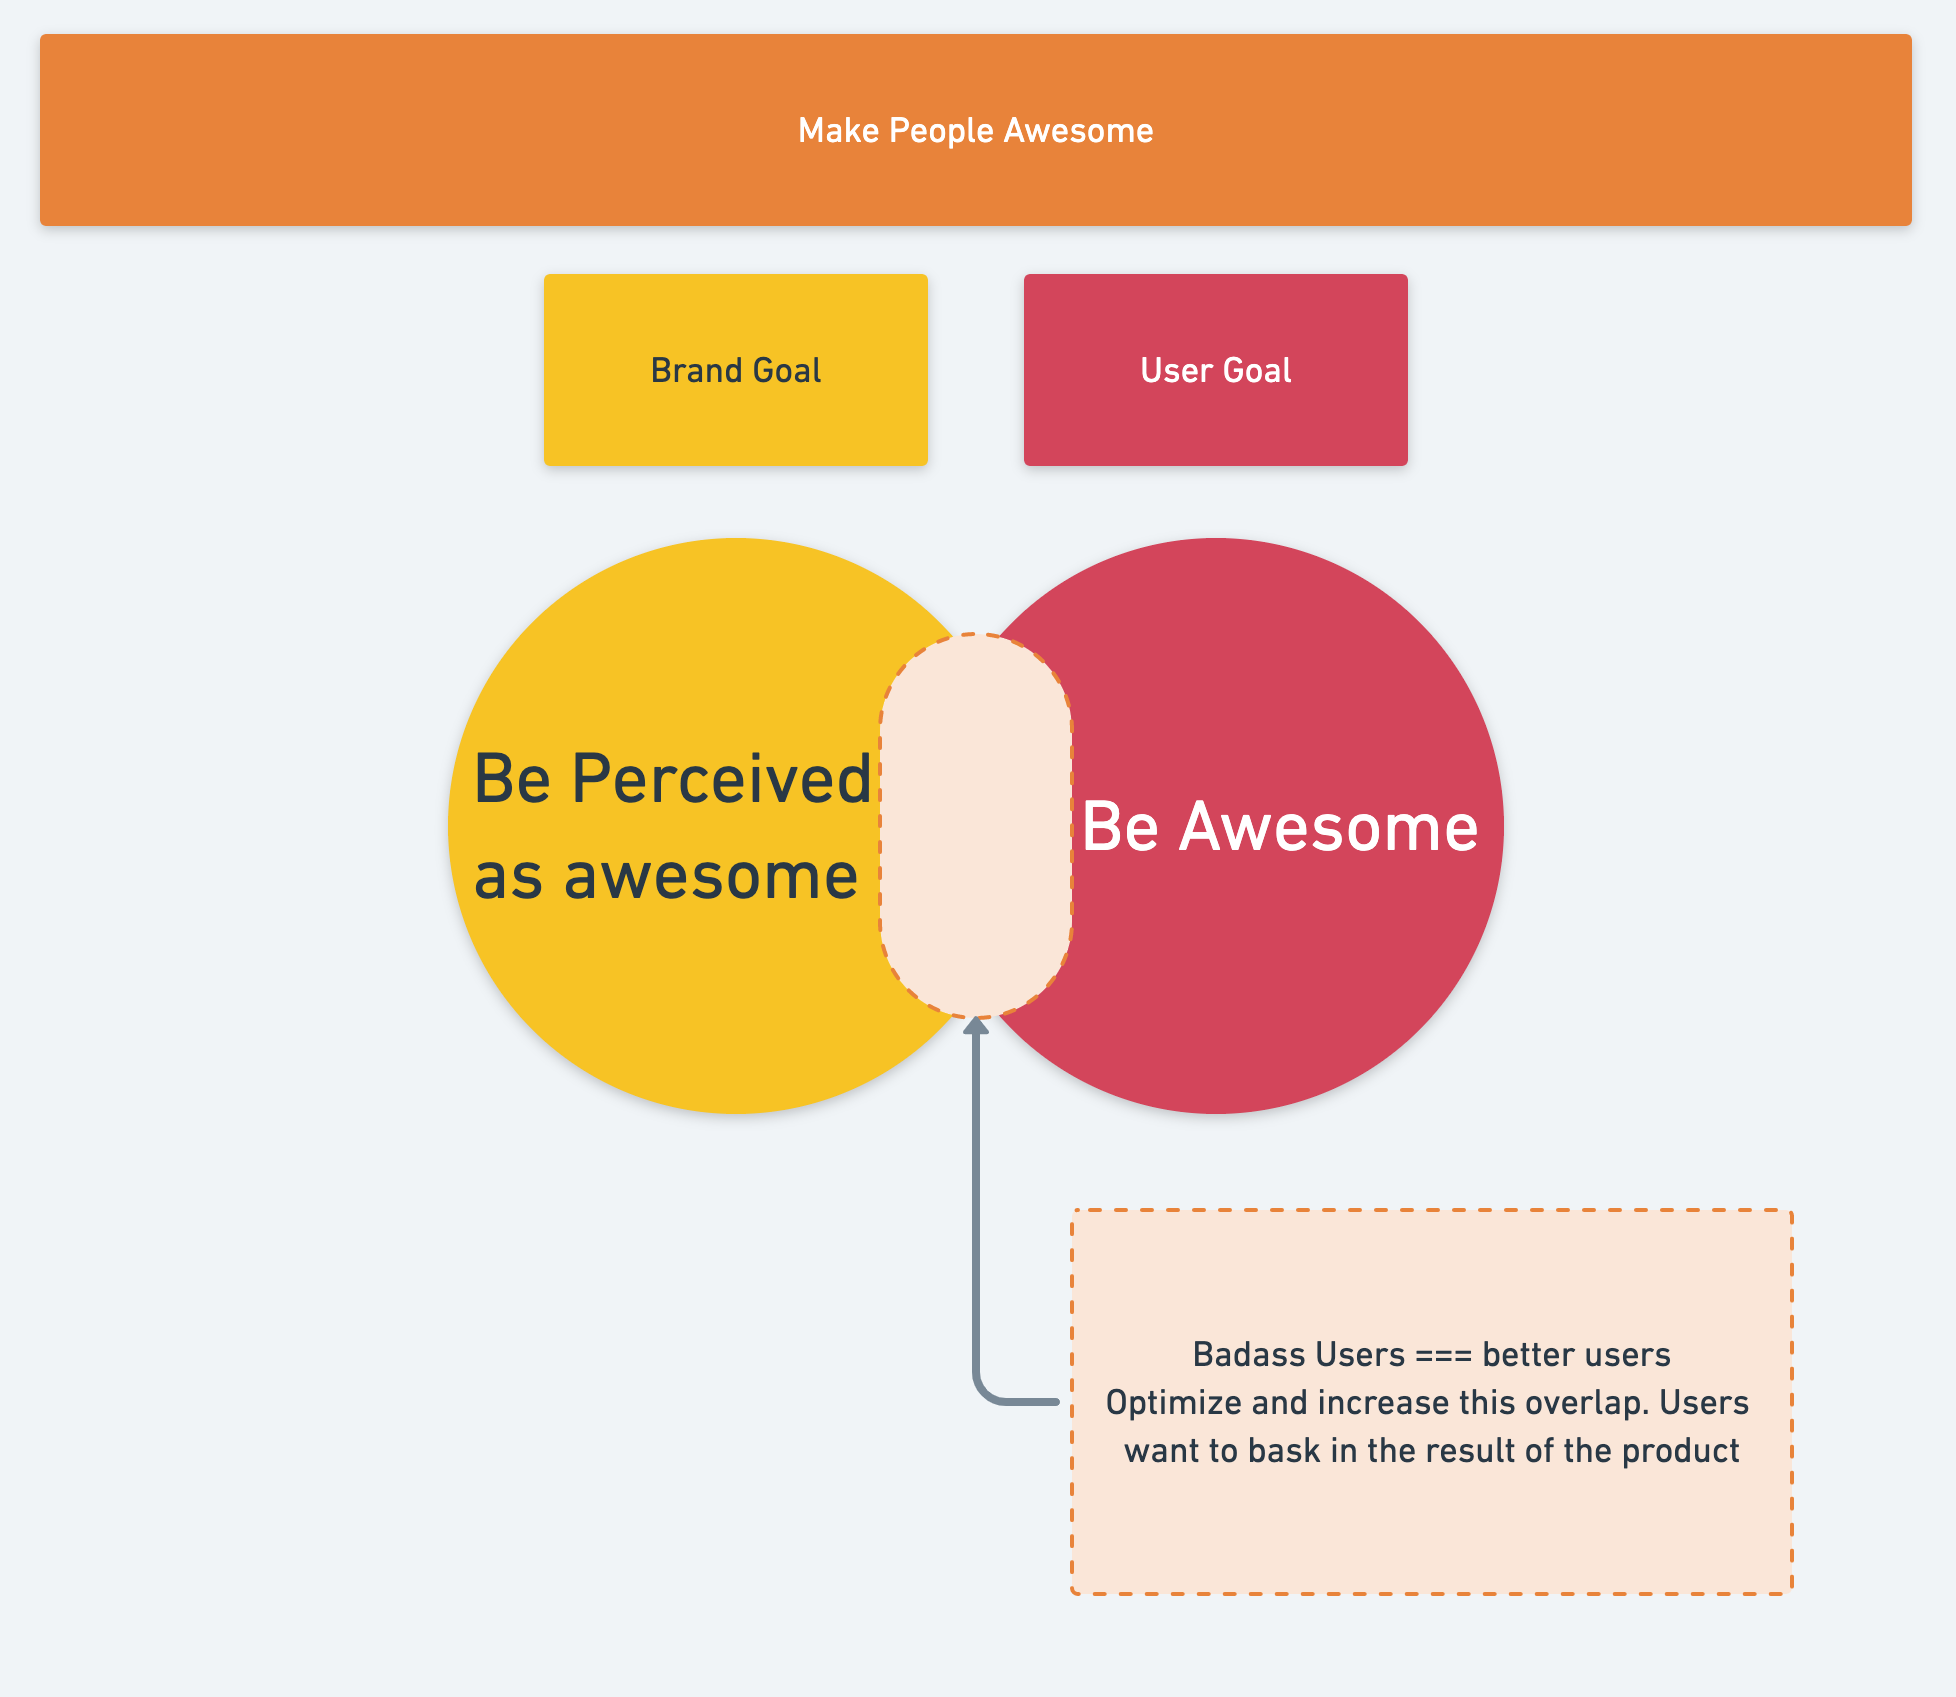 Make People Awesome
Brand Goal
User Goal
Be Perceived
as awesome
Be Awesome
Badass Users === better users
Optimize and increase this overlap. Users
want to bask in the result of the product